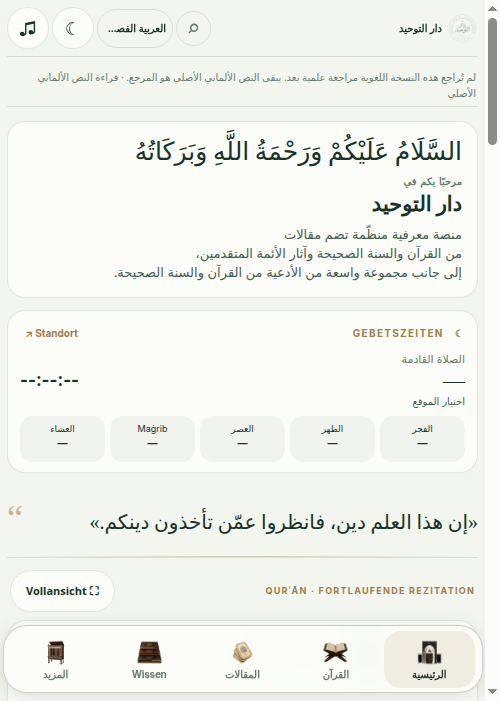 دار التوحيد
العربية الفصـ...
لم تُراجع هذه النسخة اللغوية مراجعة علمية بعد. يبقى النص الألماني الأصلي هو المرجع. · قراءة النص الألماني
الأصلي
السَّلَامُ عَلَيْكُمْ وَرَحْمَةُ اللَّهِ وَبَرَكَاتُهُ
مرحبًا بكم في
دار التوحيد
منصة معرفية منظّمة تضم مقالات
من القرآن والسنة الصحيحة وآثار الأئمة المتقدمين،
إلى جانب مجموعة واسعة من الأدعية من القرآن والسنة الصحيحة.
GEBETSZEITEN
Standort ↗
الصلاة القادمة
—
--:--:--
اختيار الموقع
الفجر
—
الظهر
—
العصر
—
Maġrib
—
العشاء
—
«إن هذا العلم دين، فانظروا عمّن تأخذون دينكم.»
“
QUR'ĀN · FORTLAUFENDE REZITATION
Vollansicht
الرئيسية
القرآن
المقالات
Wissen
المزيد